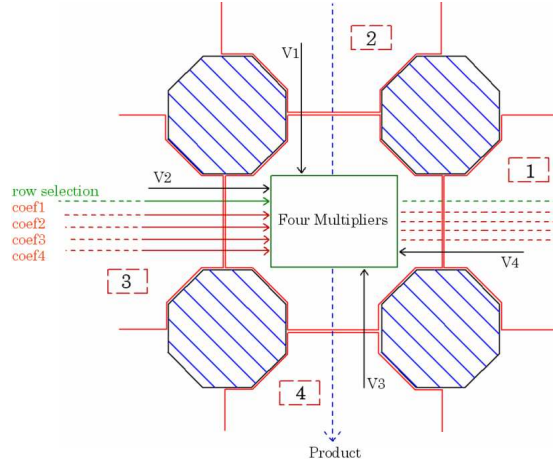 2
V1
1
V2
row selection
coef1
coef2
coef3
coef4
Four Multipliers
V4
3
4
V3
Product